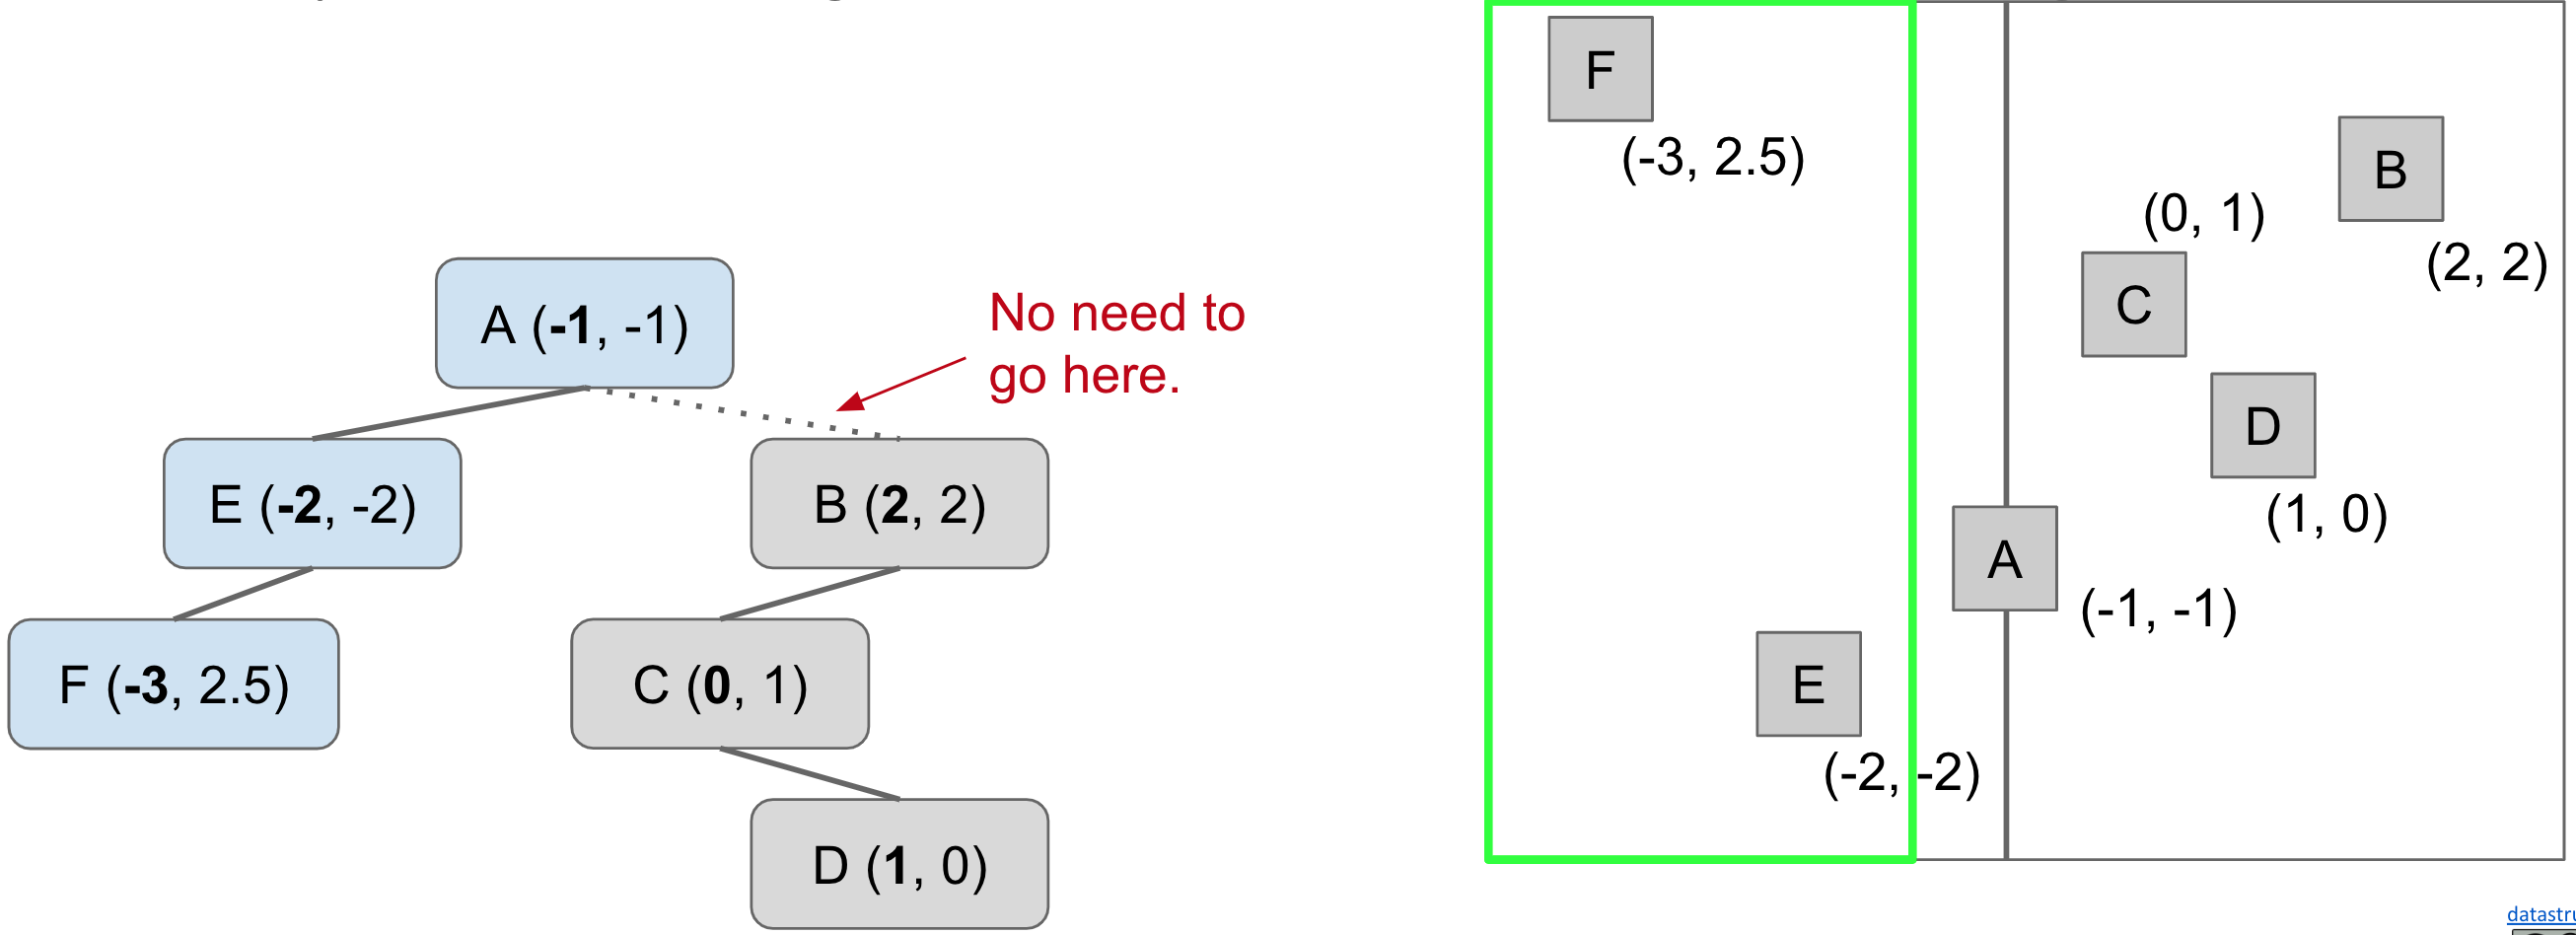 A (-1, -1)
No need to
go here.
E (-2, -2)
B (2, 2)
F (-3, 2.5)
C (0, 1)
D (1, 0)
F
(-3, 2.5)
B
(0, 1)
(2, 2)
C
D
(1, 0)
A
(-1, -1)
E
(-2, -2)
datastru